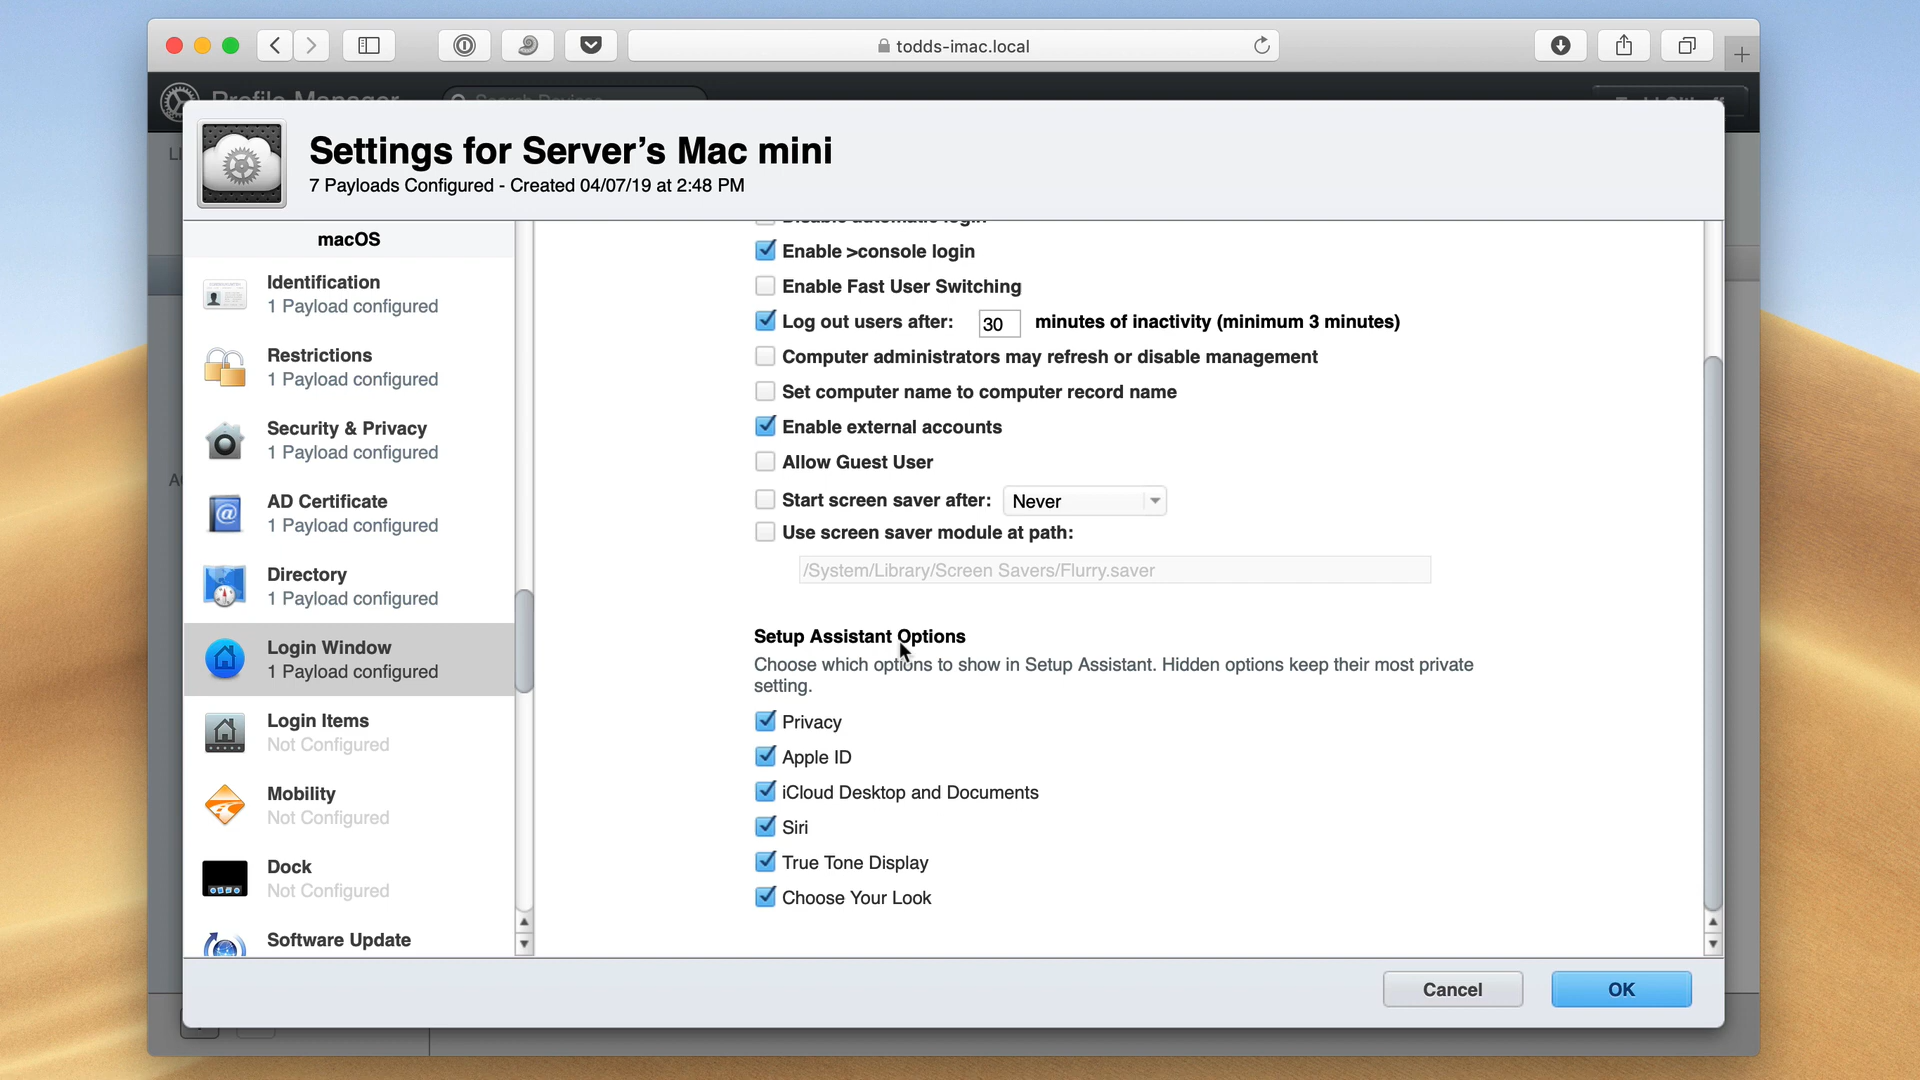 todds-imac.local
Profile Manager
Search Devices
Settings for Server's Mac mini
7 Payloads Configured - Created 04/07/19 at 2:48 PM
macOS
Identification
1 Payload configured
Restrictions
1 Payload configured
Security & Privacy
1 Payload configured
AD Certificate
1 Payload configured
Directory
1 Payload configured
Login Window
1 Payload configured
Login Items
Not Configured
Mobility
Not Configured
Dock
Not Configured
Software Update
Disable automatic login
Enable >console login
Enable Fast User Switching
Log out users after: 30 minutes of inactivity (minimum 3 minutes)
Computer administrators may refresh or disable management
Set computer name to computer record name
Enable external accounts
Allow Guest User
Start screen saver after: Never
Use screen saver module at path:
/System/Library/Screen Savers/Flurry.saver
Setup Assistant Options
Choose which options to show in Setup Assistant. Hidden options keep their most private
setting.
Privacy
Apple ID
iCloud Desktop and Documents
Siri
True Tone Display
Choose Your Look
Cancel
OK